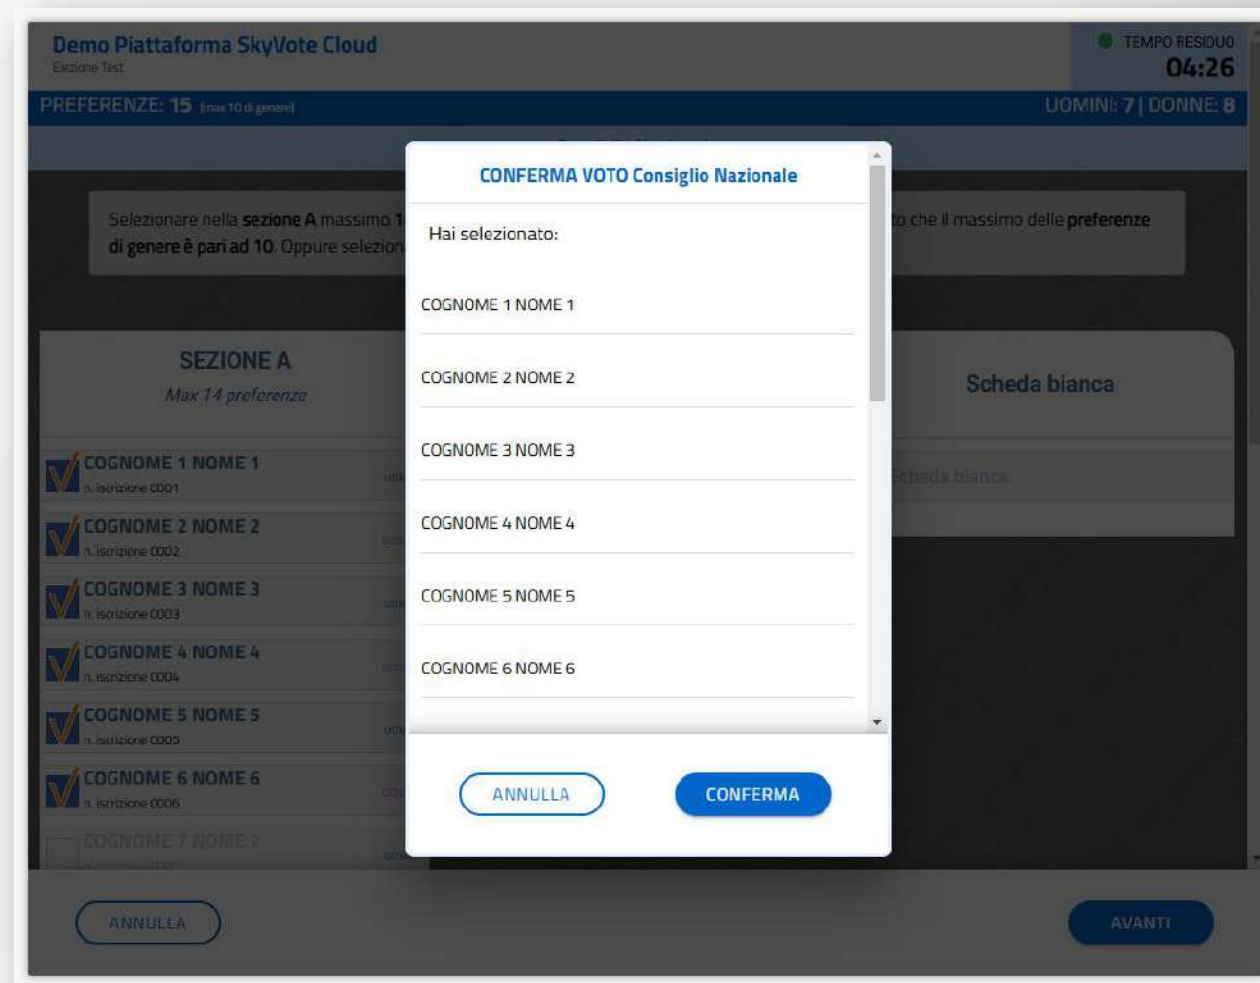 Demo Piattaforma SkyVote Cloud
Elezione Test
TEMPO RESIDUO
04:26
PREFERENZE: 15 (max 10 di genere)
UOMINI: 7 | DONNE: 8
CONFERMA VOTO Consiglio Nazionale
Hai selezionato:
COGNOME 1 NOME 1
COGNOME 2 NOME 2
COGNOME 3 NOME 3
COGNOME 4 NOME 4
COGNOME 5 NOME 5
COGNOME 6 NOME 6
ANNULLA
CONFERMA
Selezionare nella sezione A massimo
che il massimo delle preferenze
di genere è pari ad 10. Oppure
SEZIONE A
Max 14 preferenze
Scheda bianca
Scheda bianca
COGNOME 1 NOME 1
n. iscrizione 0001
COGNOME 2 NOME 2
n. iscrizione 0002
COGNOME 3 NOME 3
n. iscrizione 0003
COGNOME 4 NOME 4
n. iscrizione 0004
COGNOME 5 NOME 5
n. iscrizione 0005
COGNOME 6 NOME 6
n. iscrizione 0006
COGNOME 7 NOME 7
ANNULLA
AVANTI